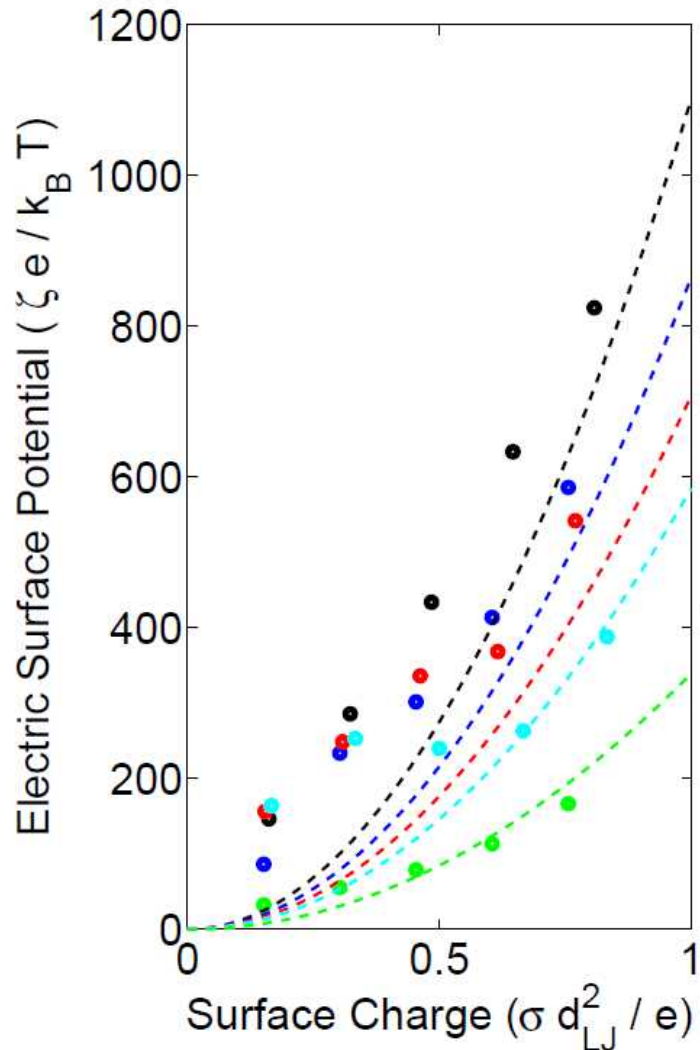 1200
1000
800
600
400
200
0
Electric Surface Potential ( ζ e / k_B T)
0 0.5 1
Surface Charge (σ d_LJ^2 / e)